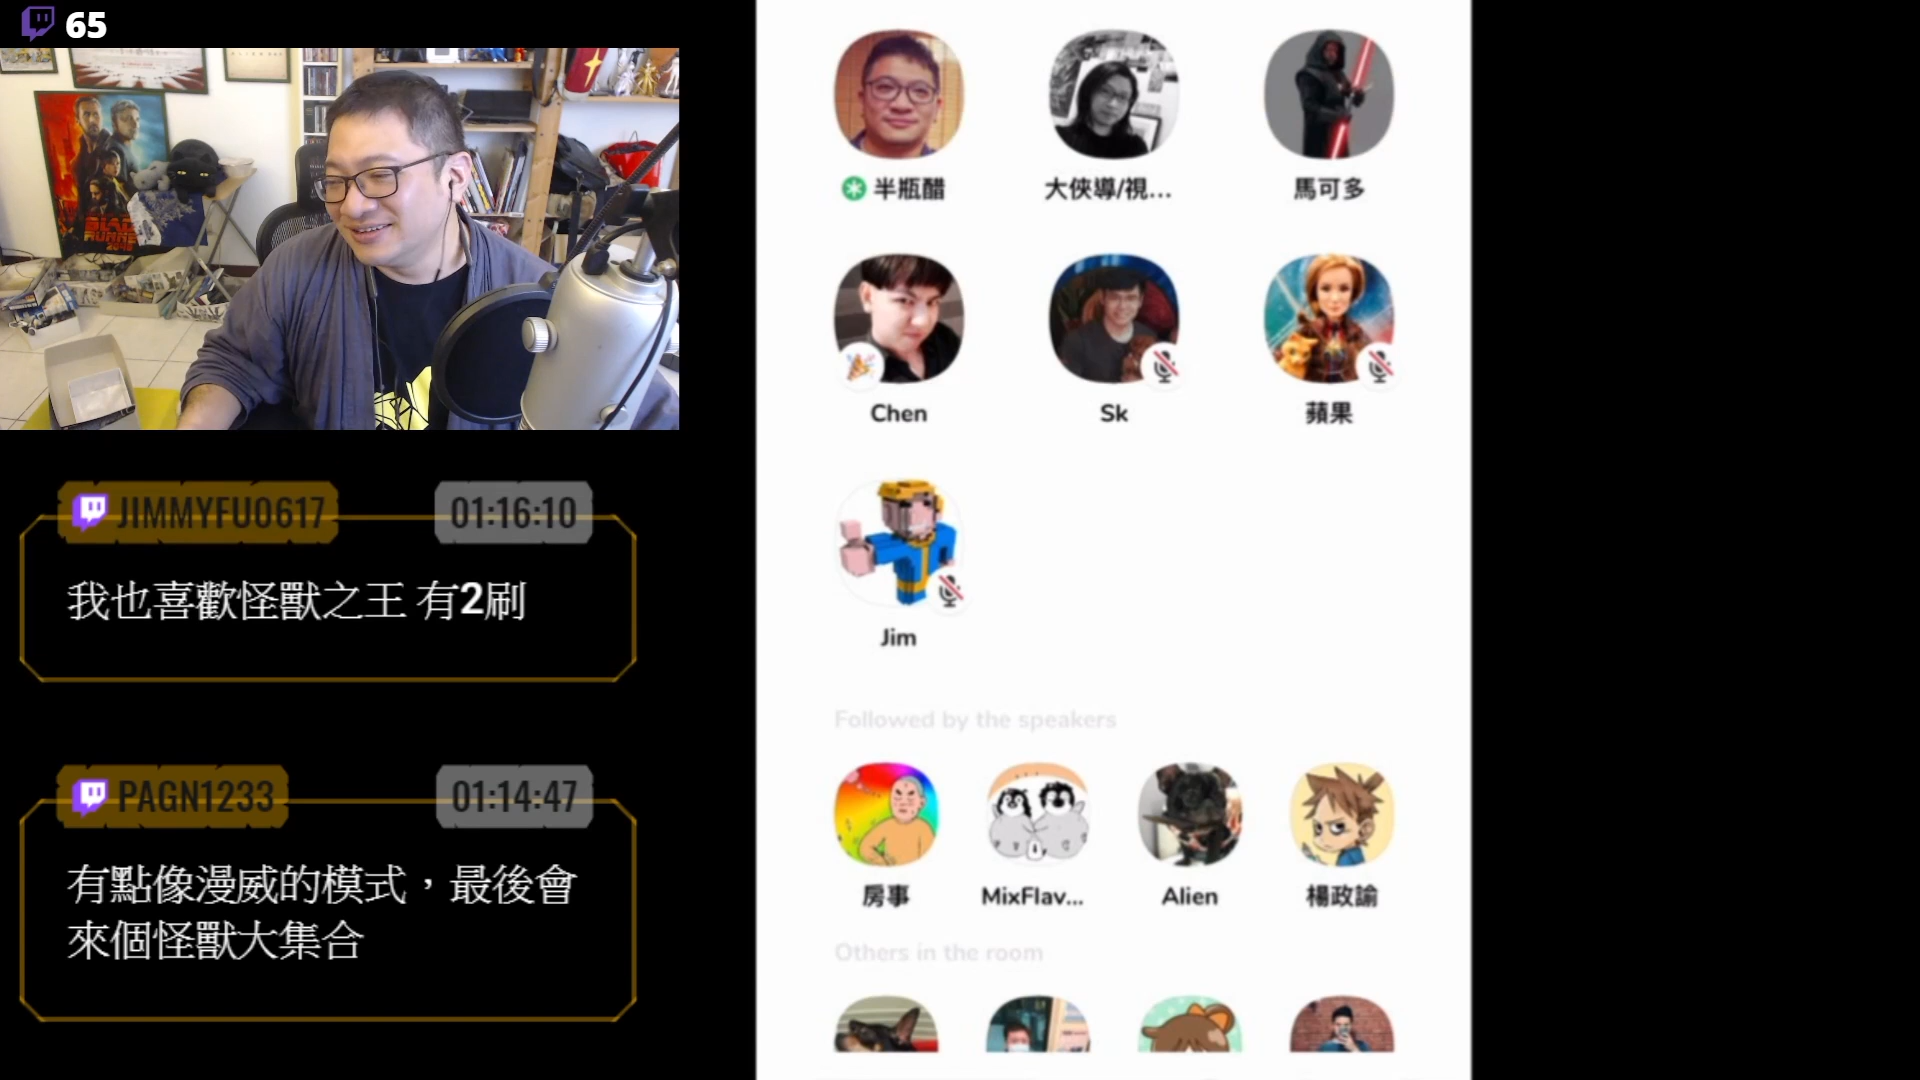 65
BLADE
RUNNER
2049
JIMMYFU0617
01:16:10
我也喜歡怪獸之王 有2刷
PAGN1233
01:14:47
有點像漫威的模式，最後會
來個怪獸大集合
半瓶醋
大俠導/視...
馬可多
Chen
Sk
蘋果
Jim
Followed by the speakers
房事
MixFlav...
Alien
楊政諭
Others in the room